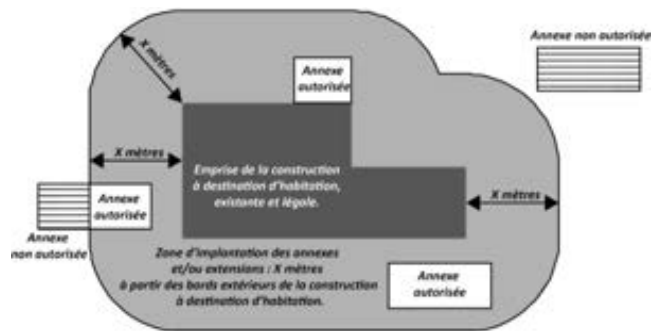 Annexe non autorisée
X mètres
Annexe
autorisée
X mètres
Emprise de la construction
à destination d'habitation,
existante et légale.
X mètres
Annexe
autorisée
Annexe
non autorisée
Zone d'implantation des annexes
et/ou extensions : X mètres
à partir des bords extérieurs de la construction
à destination d'habitation.
Annexe
autorisée